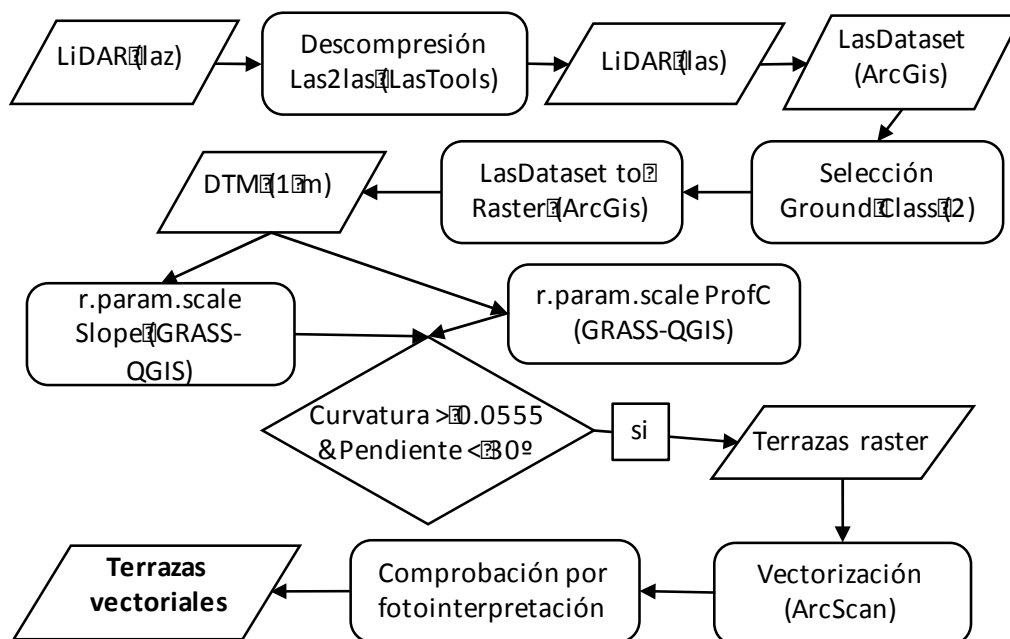 LiDAR (laz)
Descompresión
Las2las (LasTools)
LiDAR (las)
LasDataset
(ArcGis)
DTM (1 m)
LasDataset to
Raster (ArcGis)
Selección
Ground Class (2)
r.param.scale
Slope (GRASS-
QGIS)
r.param.scale ProfC
(GRASS-QGIS)
Curvatura > 0.0555
&Pendiente < 30º
si
Terrazas raster
Terrazas
vectoriales
Comprobación por
fotointerpretación
Vectorización
(ArcScan)